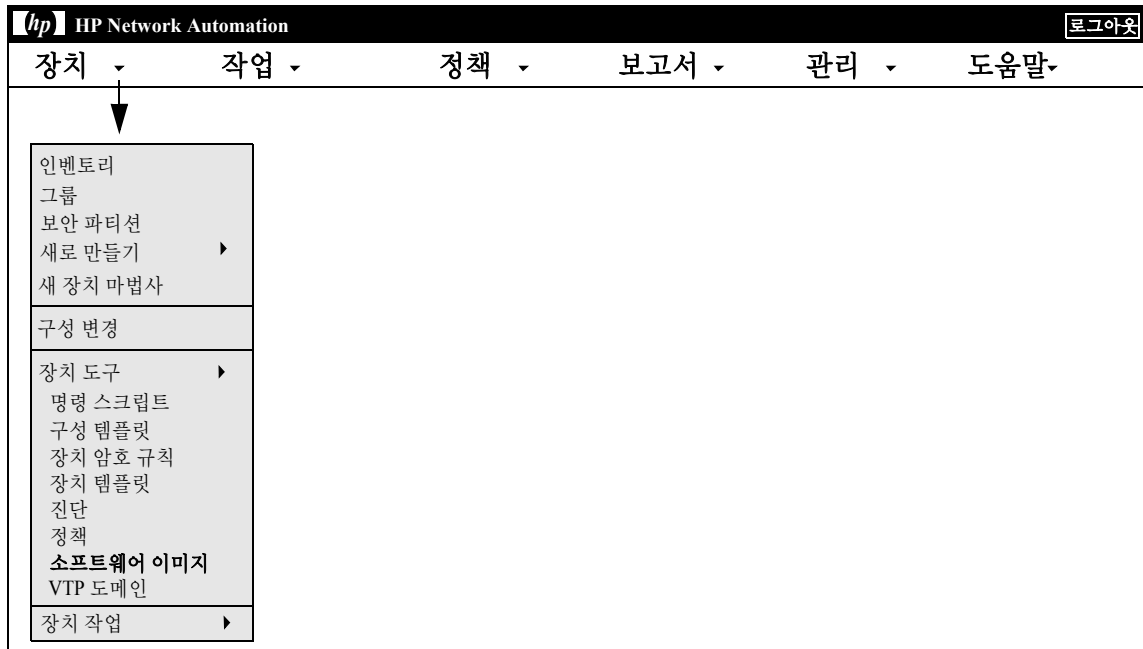 hp HP Network Automation 로그아웃
장치 작업 정책 보고서 관리 도움말
인벤토리
그룹
보안 파티션
새로 만들기
새 장치 마법사
구성 변경
장치 도구
명령 스크립트
구성 템플릿
장치 암호 규칙
장치 템플릿
진단
정책
소프트웨어 이미지
VTP 도메인
장치 작업